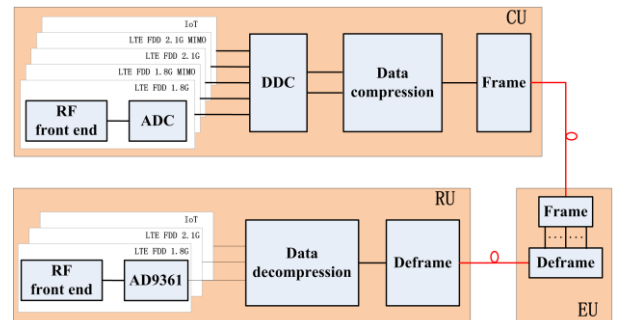 CU
IoT
LTE FDD 2.1G MIMO
LTE FDD 2.1G
LTE FDD 1.8G MIMO
LTE FDD 1.8G
RF
front end
ADC
DDC
Data
compression
Frame
RU
IoT
LTE FDD 2.1G
LTE FDD 1.8G
RF
front end
AD9361
Data
decompression
Deframe
Frame
Deframe
EU